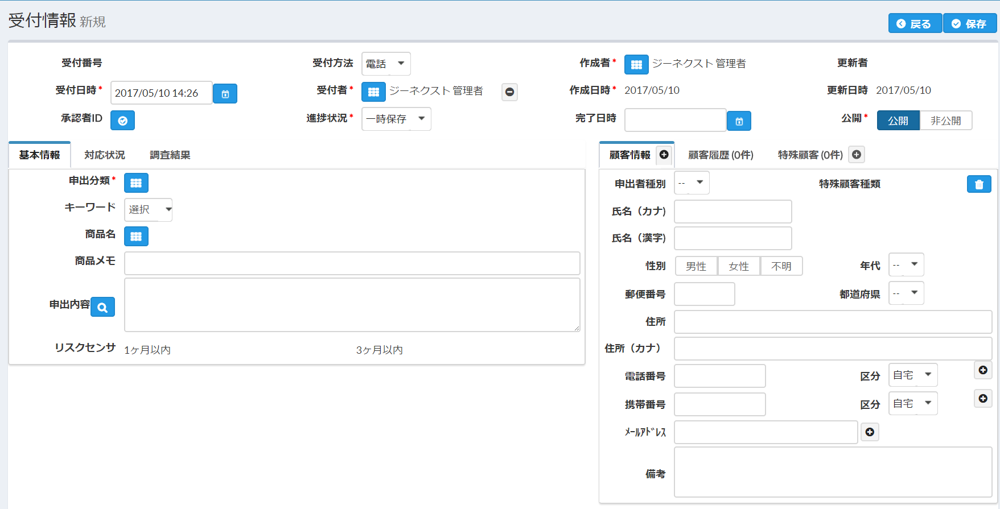 受付情報 新規
戻る 保存
受付番号 受付方法 電話 作成者* ジーネクスト 管理者 更新者
受付日時* 2017/05/10 14:26 受付者* ジーネクスト 管理者 作成日時* 2017/05/10 更新日時 2017/05/10
承認者ID 進捗状況* 一時保存 完了日時 公開* 公開 非公開
基本情報 対応状況 調査結果
申出分類*
キーワード 選択
商品名
商品メモ
申出内容
リスクセンサ 1ヶ月以内 3ヶ月以内
顧客情報 顧客履歴 (0件) 特殊顧客 (0件)
申出者種別 -- 特殊顧客種類
氏名（カナ）
氏名（漢字）
性別 男性 女性 不明 年代 --
郵便番号 都道府県 --
住所
住所（カナ）
電話番号 区分 自宅
携帯番号 区分 自宅
ﾒｰﾙｱﾄﾞﾚｽ
備考